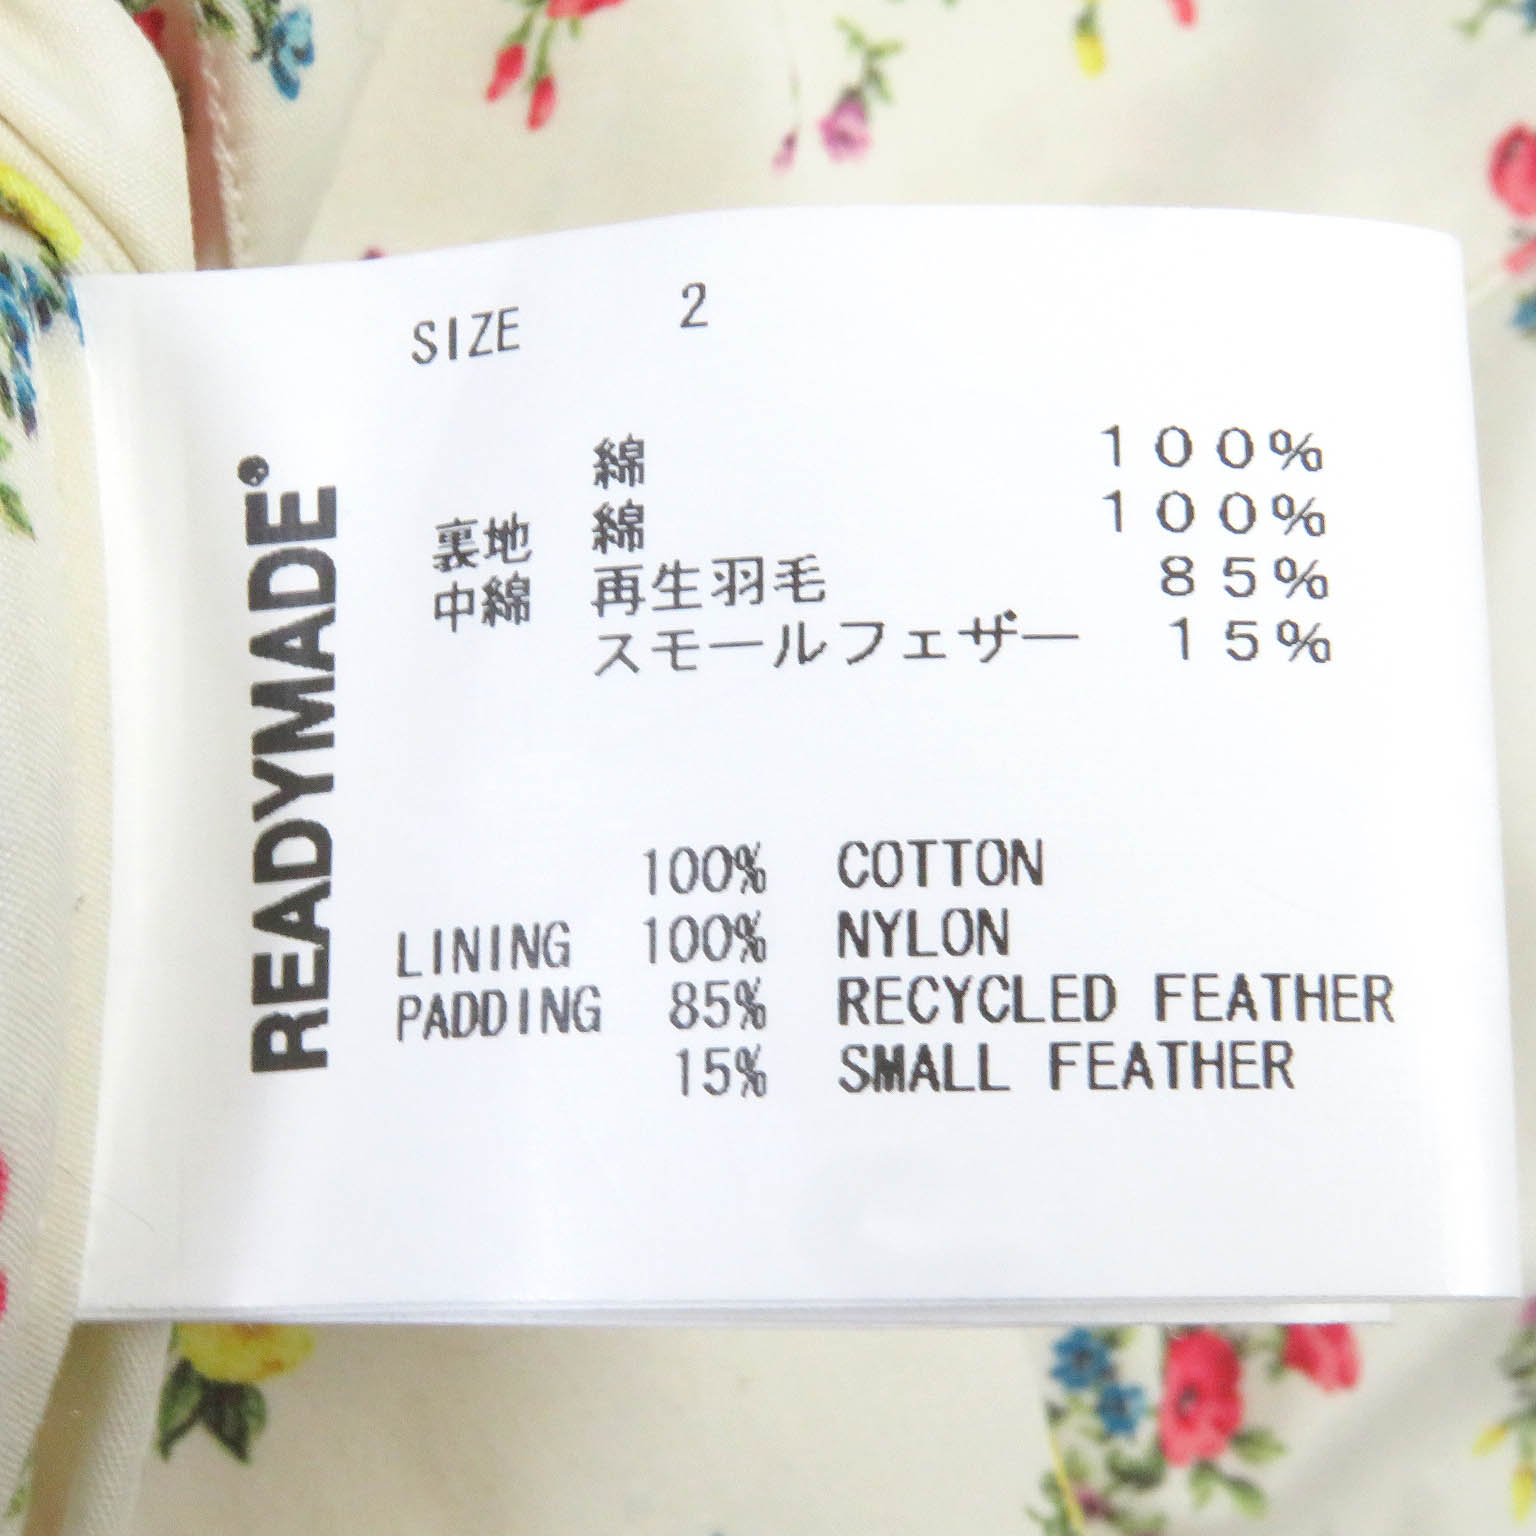 READYMADE
SIZE 2
綿 100%
裏地 綿 100%
中綿 再生羽毛 85%
スモールフェザー 15%
100% COTTON
LINING 100% NYLON
PADDING 85% RECYCLED FEATHER
15% SMALL FEATHER